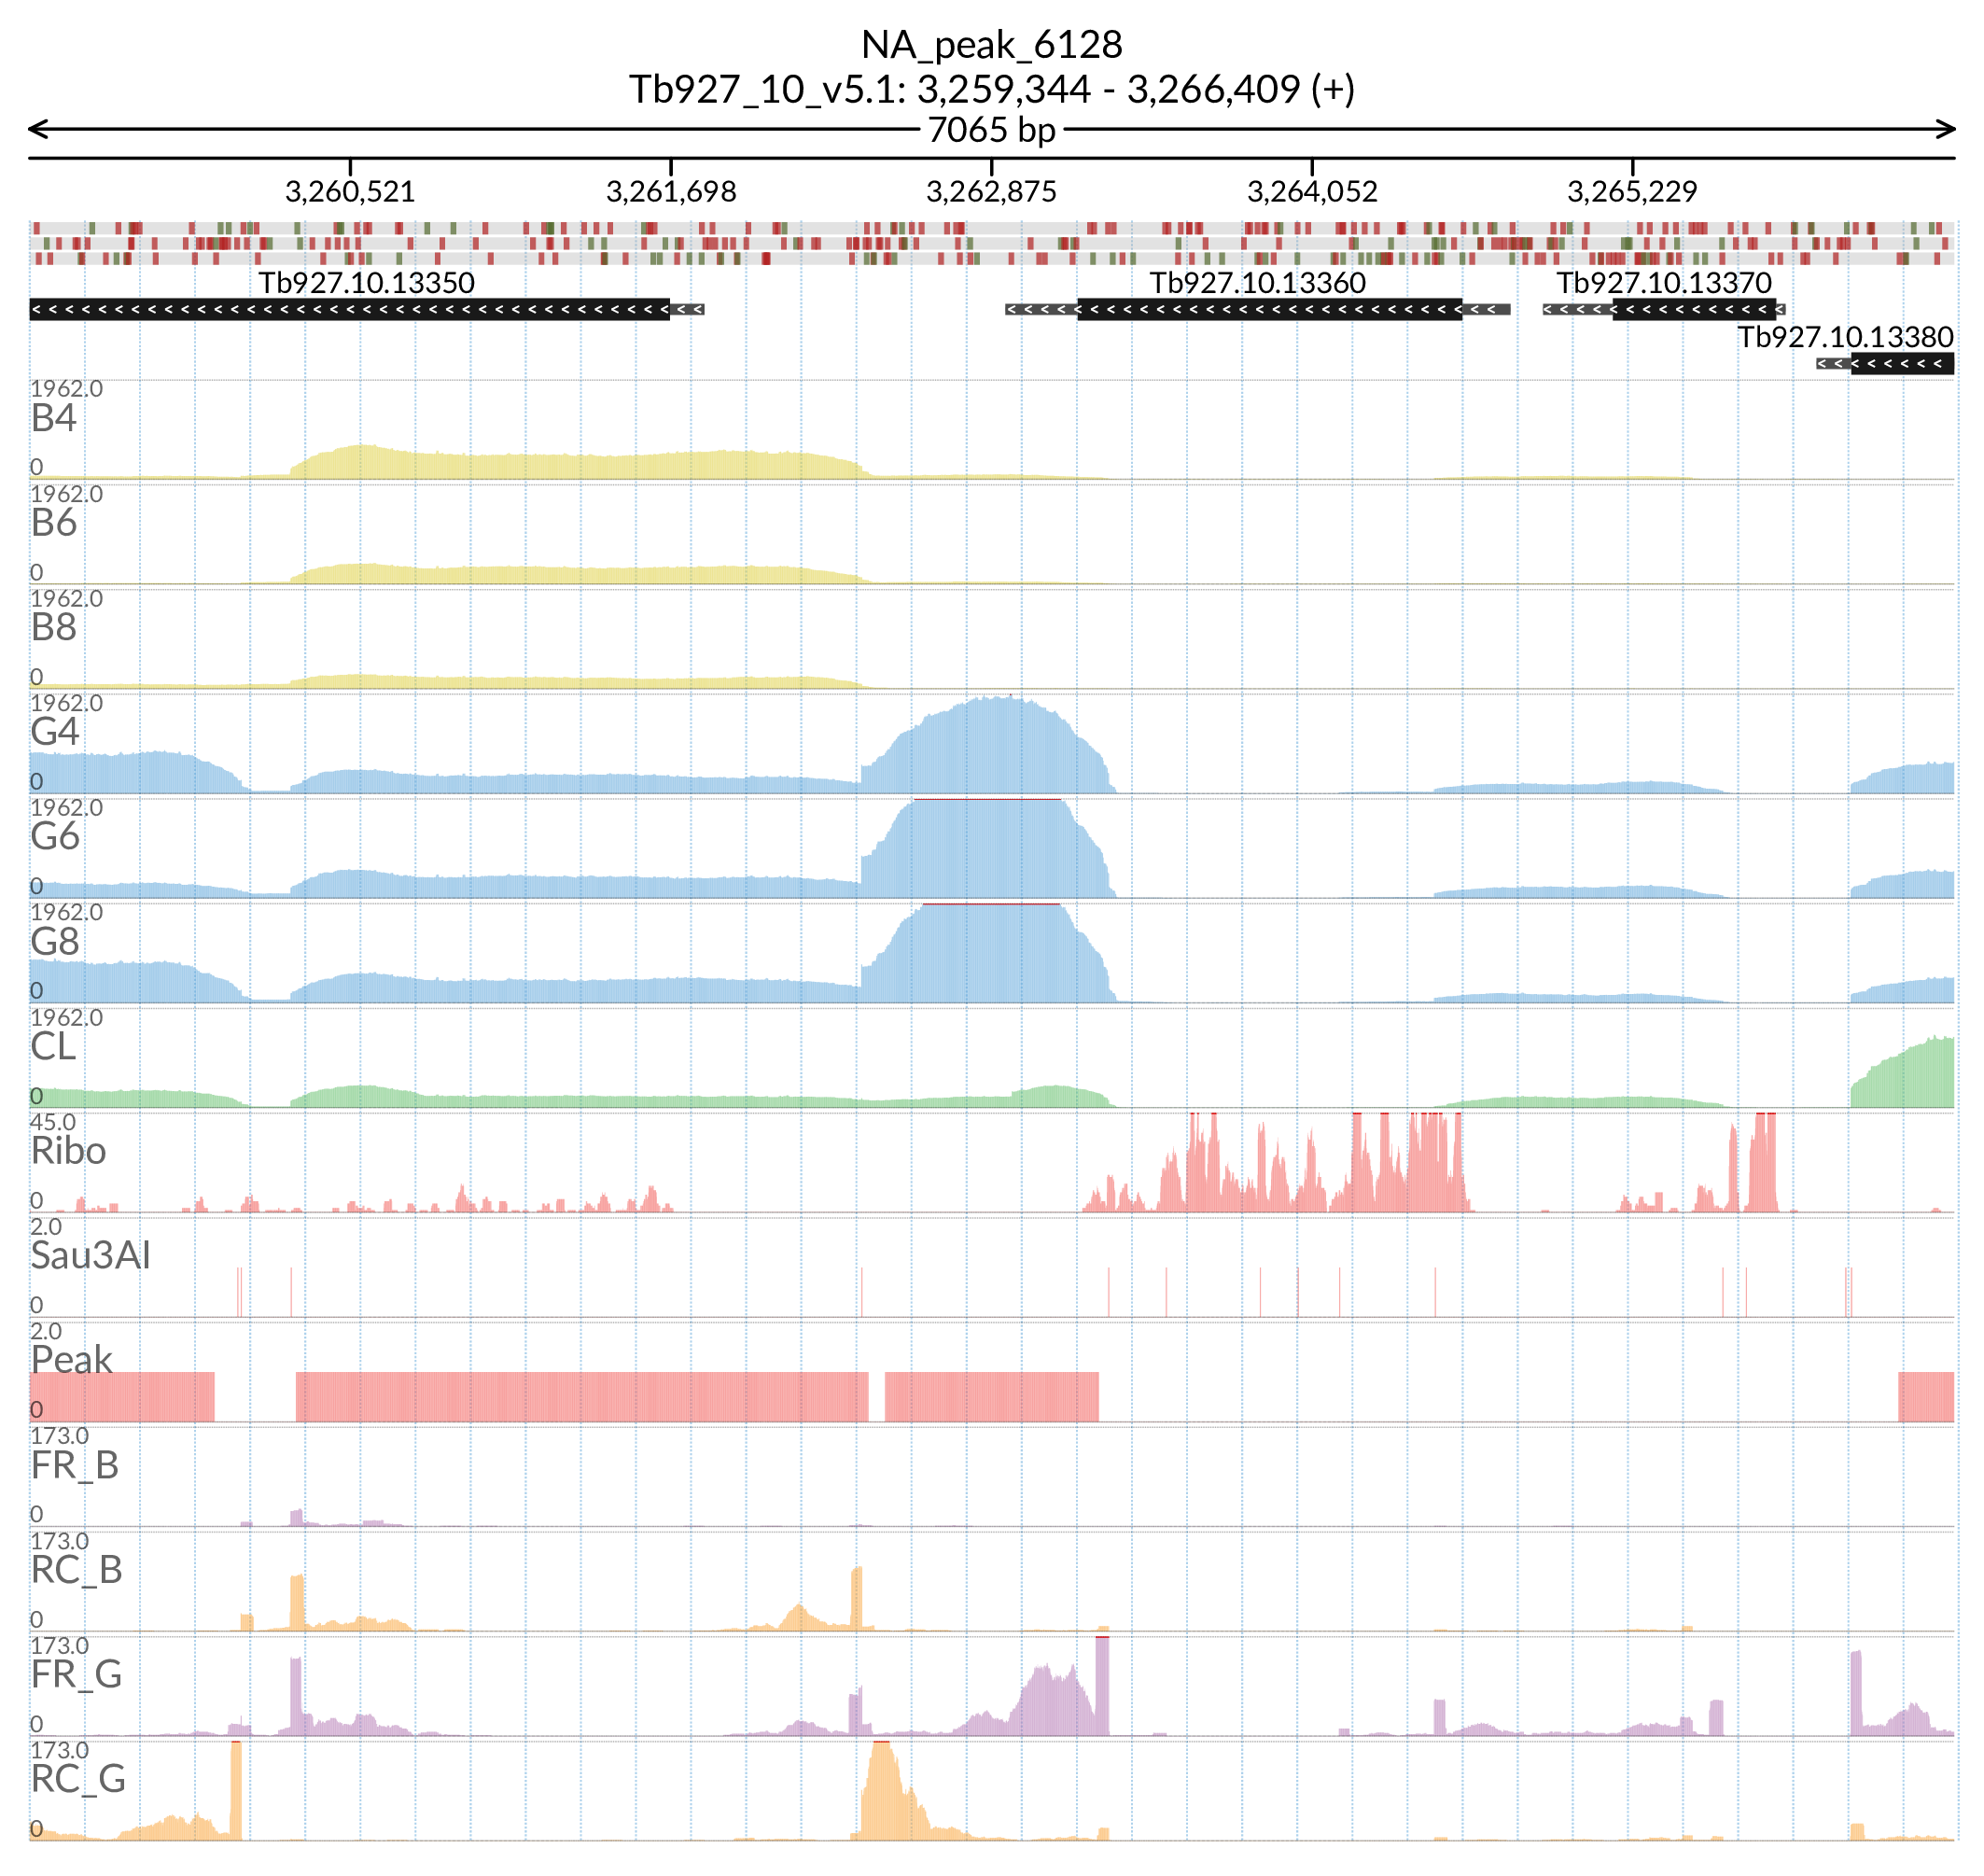 NA_peak_6128
Tb927_10_v5.1: 3,259,344 - 3,266,409 (+)
7065 bp
3,260,521 3,261,698 3,262,875 3,264,052 3,265,229
Tb927.10.13350 Tb927.10.13360 Tb927.10.13370
Tb927.10.13380
1962.0
B4
0
1962.0
B6
0
1962.0
B8
0
1962.0
G4
0
1962.0
G6
0
1962.0
G8
0
1962.0
CL
0
45.0
Ribo
0
2.0
Sau3AI
0
2.0
Peak
0
173.0
FR_B
0
173.0
RC_B
0
173.0
FR_G
0
173.0
RC_G
0